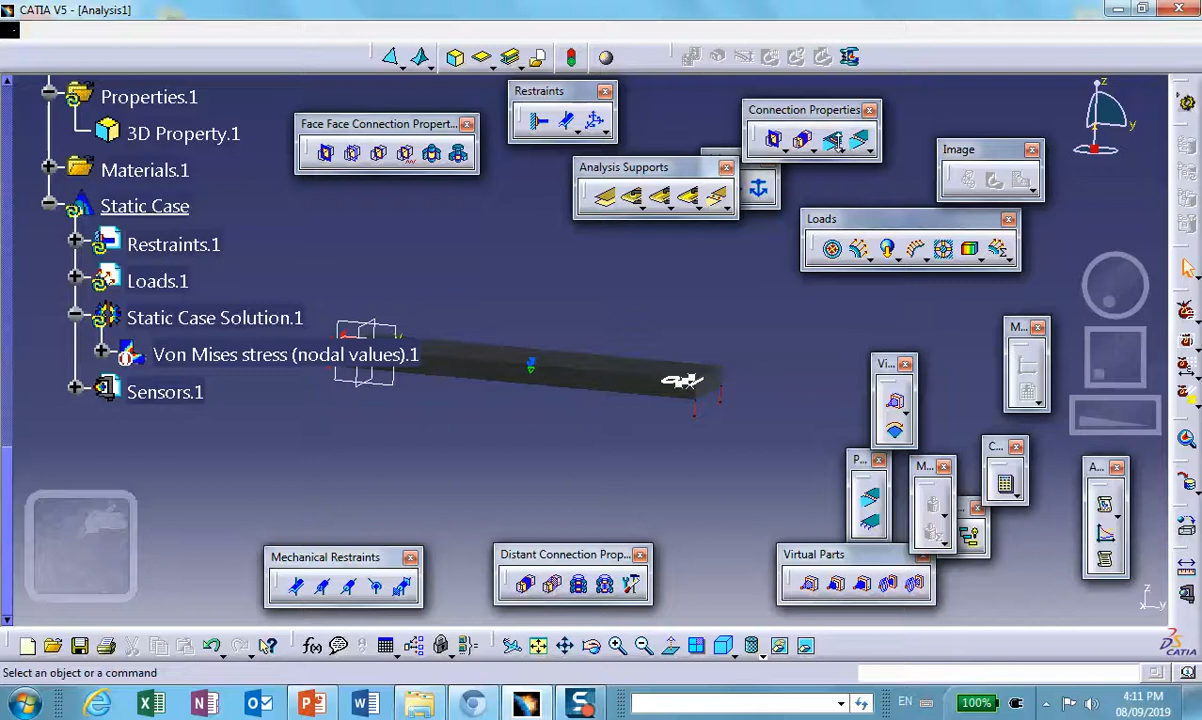 CATIA V5 - [Analysis1]
Properties.1
3D Property.1
Materials.1
Static Case
Restraints.1
Loads.1
Static Case Solution.1
Von Mises stress (nodal values).1
Sensors.1
Face Face Connection Propert...
Restraints
Analysis Supports
Connection Properties
Image
Loads
M...
Vi...
C...
P...
M...
A...
Mechanical Restraints
Distant Connection Prop...
Virtual Parts
z
y
z
x
y
f(x)
CATIA
Select an object or a command
EN
100%
4:11 PM
08/09/2019